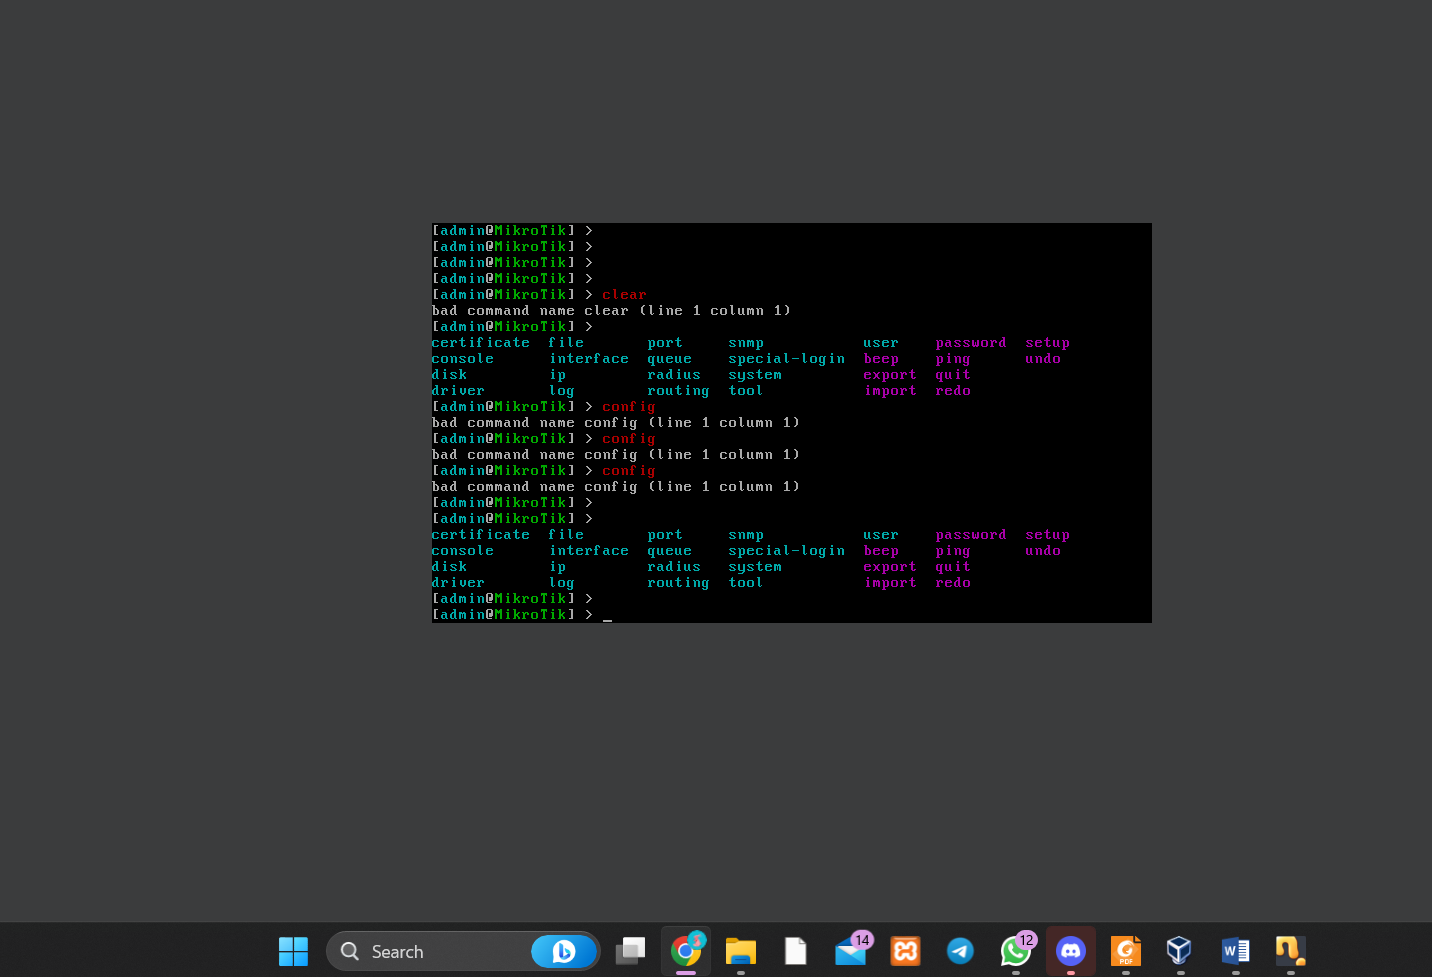 [admin@MikroTik] >
[admin@MikroTik] >
[admin@MikroTik] >
[admin@MikroTik] >
[admin@MikroTik] > clear
bad command name clear (line 1 column 1)
[admin@MikroTik] >
certificate file port snmp user password setup
console interface queue special-login beep ping undo
disk ip radius system export quit
driver log routing tool import redo
[admin@MikroTik] > config
bad command name config (line 1 column 1)
[admin@MikroTik] > config
bad command name config (line 1 column 1)
[admin@MikroTik] > config
bad command name config (line 1 column 1)
[admin@MikroTik] >
[admin@MikroTik] >
certificate file port snmp user password setup
console interface queue special-login beep ping undo
disk ip radius system export quit
driver log routing tool import redo
[admin@MikroTik] >
[admin@MikroTik] > _
Search
14
12
PDF
W